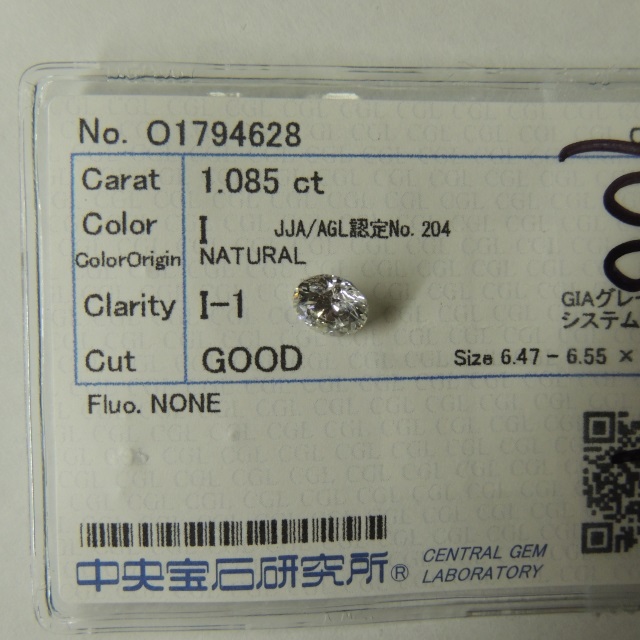 No. O1794628
Carat 1.085 ct
Color I JJA/AGL認定No. 204
ColorOrigin NATURAL
Clarity I-1
GIAグレー
システム
Cut GOOD Size 6.47 - 6.55 ×
Fluo. NONE
中央宝石研究所® CENTRAL GEM
LABORATORY